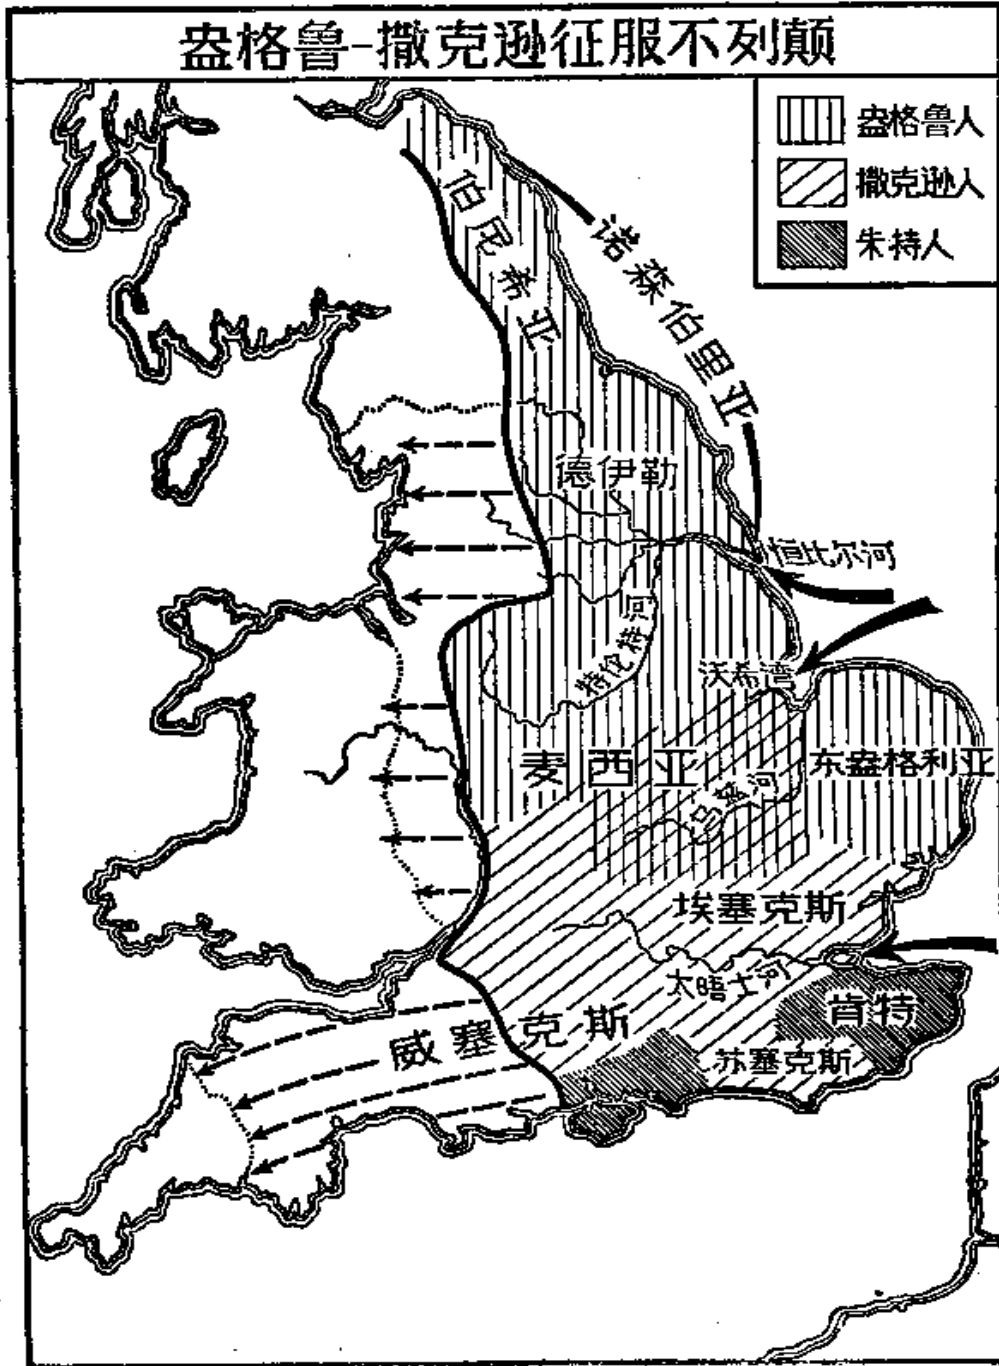 盎格鲁-撒克逊征服不列颠
盎格鲁人
撒克逊人
朱特人
伯尼希亚
诺森伯里亚
德伊勒
恒比尔河
特伦特河
沃希湾
麦西亚
东盎格利亚
乌斯河
埃塞克斯
太晤士河
肯特
威塞克斯
苏塞克斯